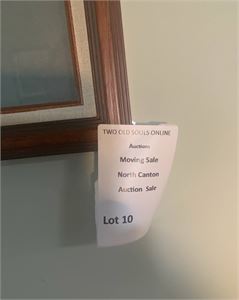 TWO OLD SOULS ONLINE
Auctions
Moving Sale
North Canton
Auction Sale
Lot 10